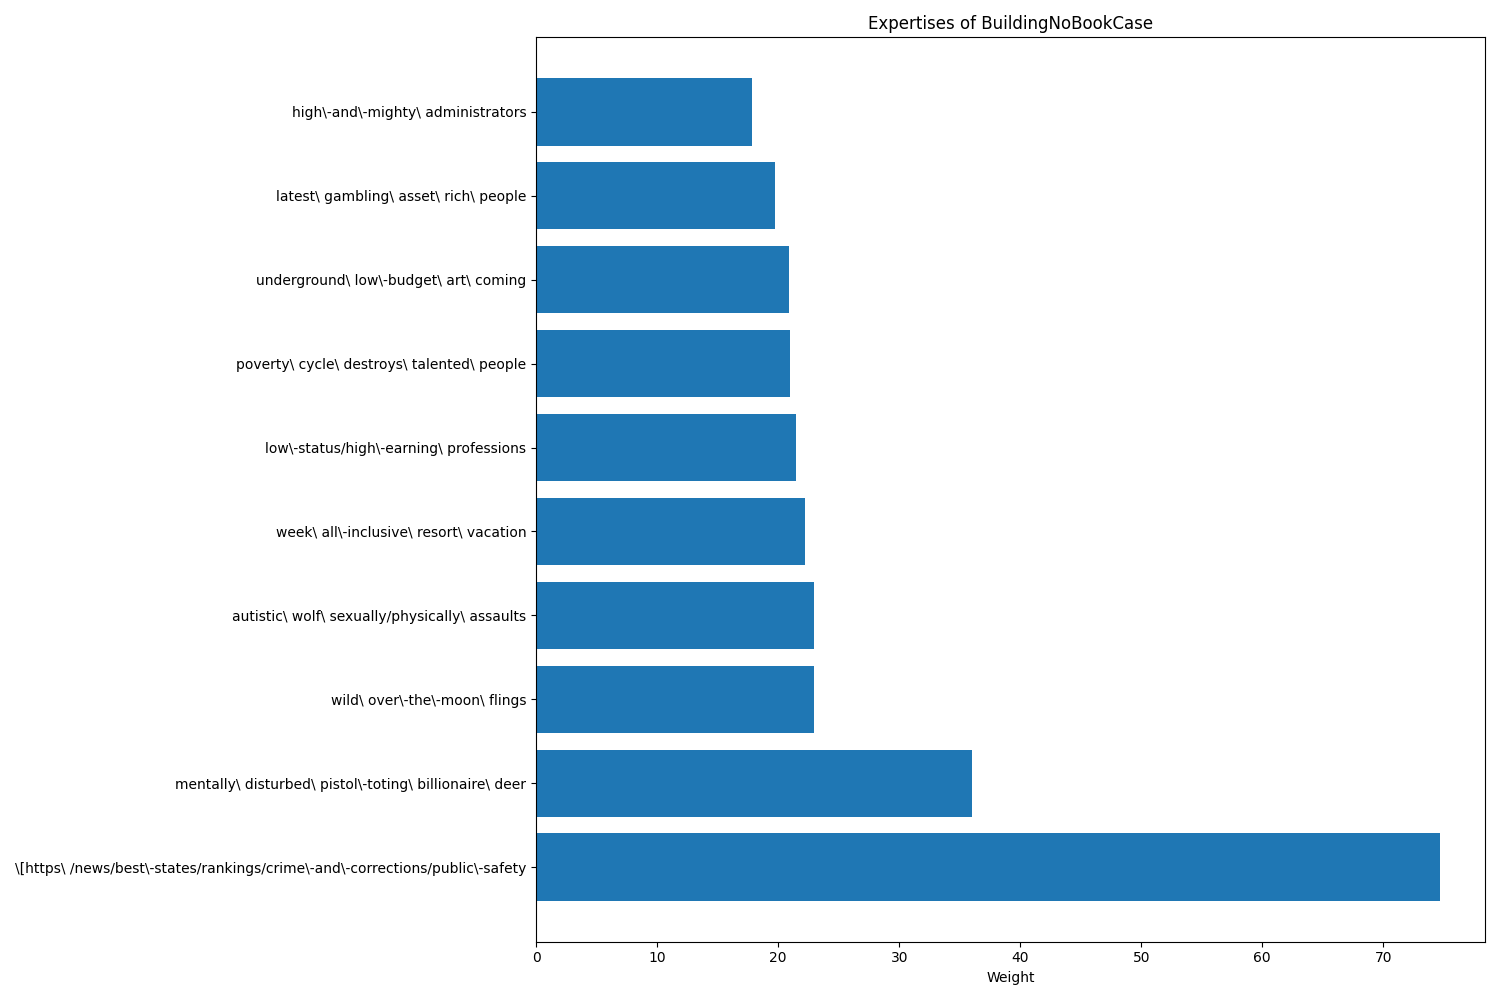 Expertises of BuildingNoBookCase
high\-and\-mighty\ administrators
latest\ gambling\ asset\ rich\ people
underground\ low\-budget\ art\ coming
poverty\ cycle\ destroys\ talented\ people
low\-status/high\-earning\ professions
week\ all\-inclusive\ resort\ vacation
autistic\ wolf\ sexually/physically\ assaults
wild\ over\-the\-moon\ flings
mentally\ disturbed\ pistol\-toting\ billionaire\ deer
\[https\ /news/best\-states/rankings/crime\-and\-corrections/public\-safety
0 10 20 30 40 50 60 70
Weight